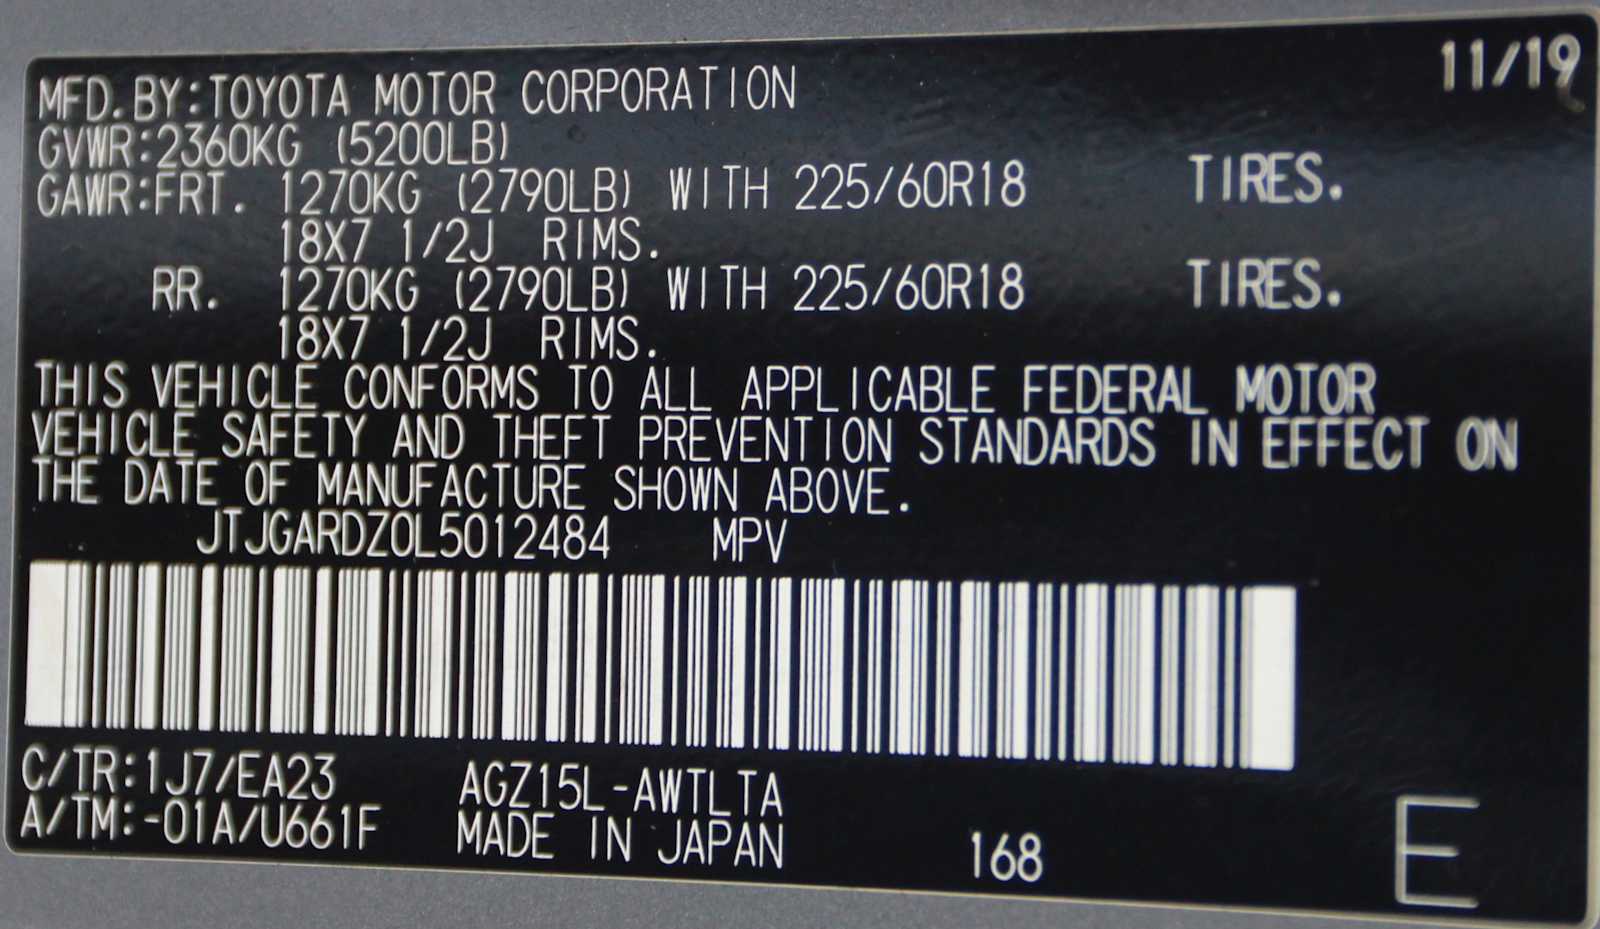 11/19
MFD.BY:TOYOTA MOTOR CORPORATION
GVWR:2360KG (5200LB)
GAWR:FRT. 1270KG (2790LB) WITH 225/60R18 TIRES.
18X7 1/2J RIMS.
RR. 1270KG (2790LB) WITH 225/60R18 TIRES.
18X7 1/2J RIMS.
THIS VEHICLE CONFORMS TO ALL APPLICABLE FEDERAL MOTOR
VEHICLE SAFETY AND THEFT PREVENTION STANDARDS IN EFFECT ON
THE DATE OF MANUFACTURE SHOWN ABOVE.
JTJGARDZ0L5012484 MPV
C/TR:1J7/EA23 AGZ15L-AWTLTA
A/TM:-01A/U661F MADE IN JAPAN 168 E